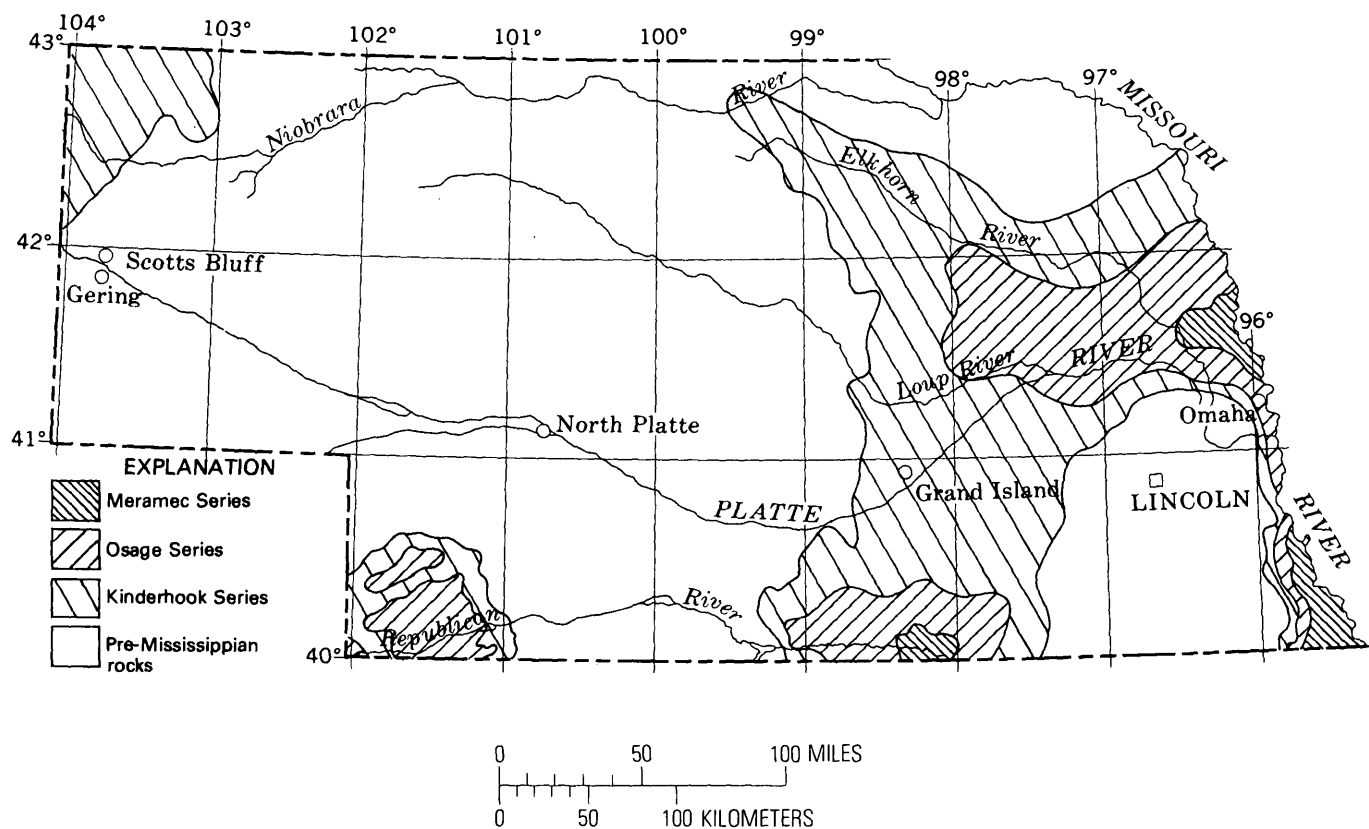 104°
103°
102°
101°
100°
99°
98°
97°
96°
43°
42°
41°
40°
MISSOURI
RIVER
Niobrara
River
Elkhorn
River
Scotts Bluff
Gering
Loup River
RIVER
North Platte
Omaha
Grand Island
LINCOLN
PLATTE
Republican
River
EXPLANATION
Meramec Series
Osage Series
Kinderhook Series
Pre-Mississippian
rocks
0 50 100 MILES
0 50 100 KILOMETERS